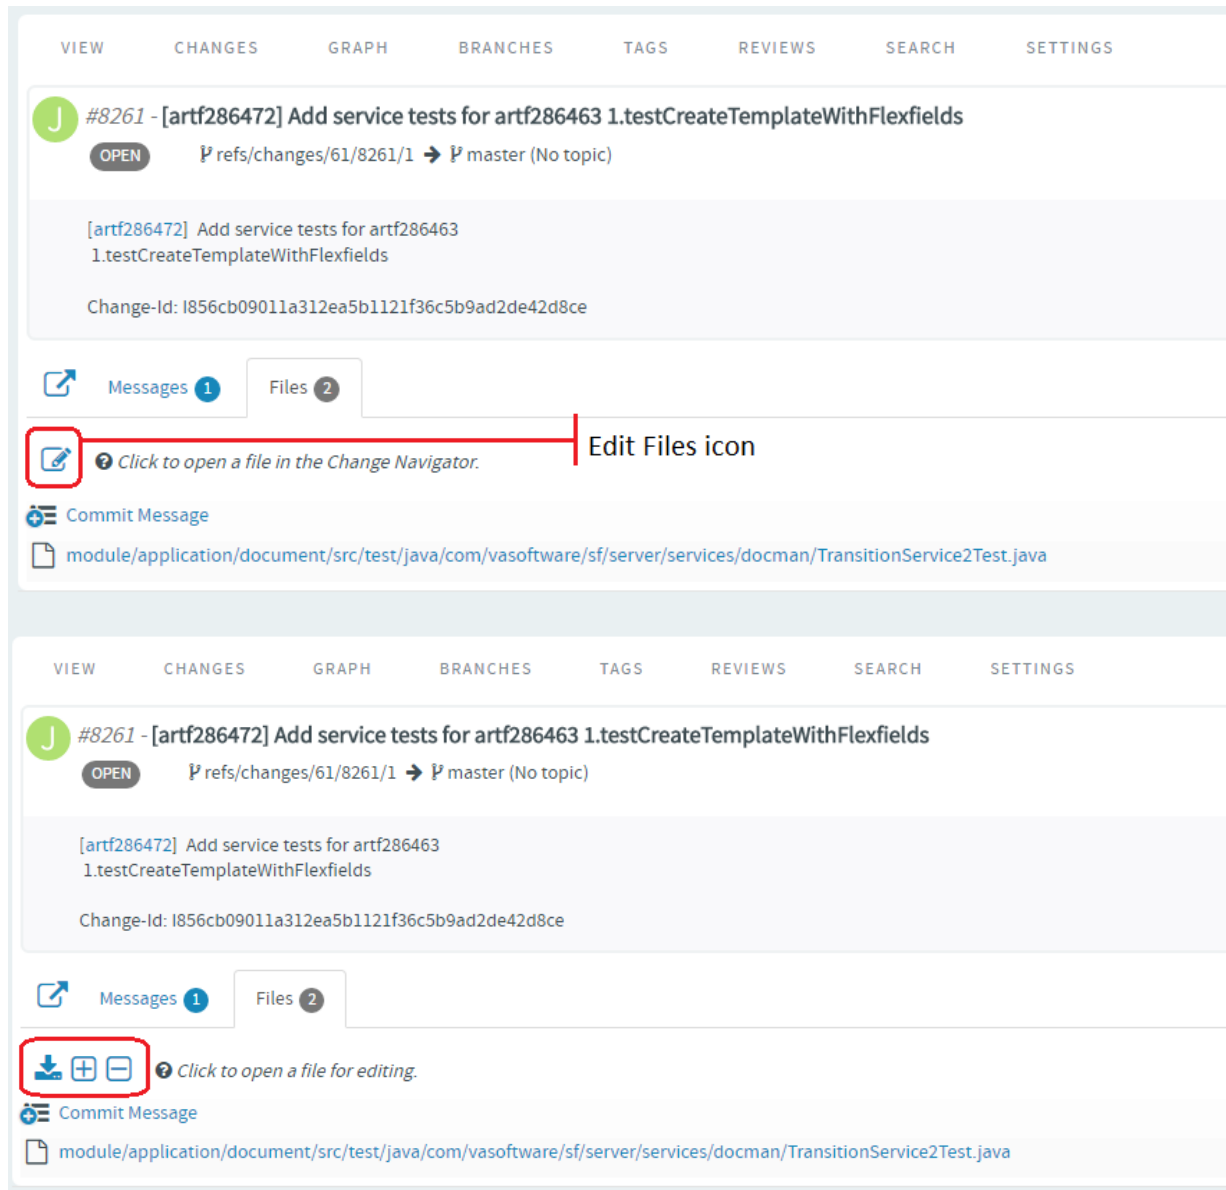 VIEW CHANGES GRAPH BRANCHES TAGS REVIEWS SEARCH SETTINGS
J #8261 - [artf286472] Add service tests for artf286463 1.testCreateTemplateWithFlexfields
OPEN refs/changes/61/8261/1 → master (No topic)
[artf286472] Add service tests for artf286463
1.testCreateTemplateWithFlexfields
Change-Id: I856cb09011a312ea5b1121f36c5b9ad2de42d8ce
Messages 1 Files 2
Edit Files icon
? Click to open a file in the Change Navigator.
Commit Message
module/application/document/src/test/java/com/vasoftware/sf/server/services/docman/TransitionService2Test.java
VIEW CHANGES GRAPH BRANCHES TAGS REVIEWS SEARCH SETTINGS
J #8261 - [artf286472] Add service tests for artf286463 1.testCreateTemplateWithFlexfields
OPEN refs/changes/61/8261/1 → master (No topic)
[artf286472] Add service tests for artf286463
1.testCreateTemplateWithFlexfields
Change-Id: I856cb09011a312ea5b1121f36c5b9ad2de42d8ce
Messages 1 Files 2
? Click to open a file for editing.
Commit Message
module/application/document/src/test/java/com/vasoftware/sf/server/services/docman/TransitionService2Test.java